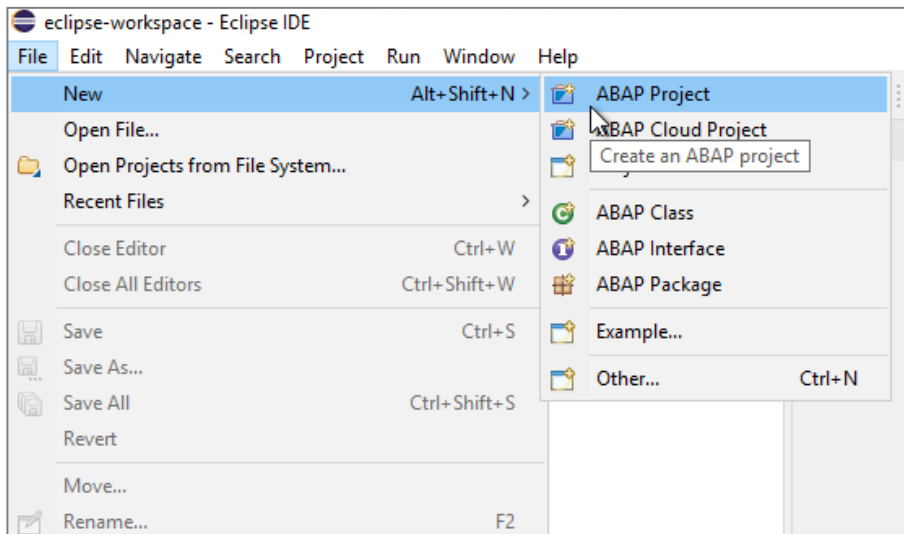 eclipse-workspace - Eclipse IDE
File Edit Navigate Search Project Run Window Help
New Alt+Shift+N >
Open File...
Open Projects from File System...
Recent Files >
Close Editor Ctrl+W
Close All Editors Ctrl+Shift+W
Save Ctrl+S
Save As...
Save All Ctrl+Shift+S
Revert
Move...
Rename... F2
ABAP Project
ABAP Cloud Project
Create an ABAP project
ABAP Class
ABAP Interface
ABAP Package
Example...
Other... Ctrl+N